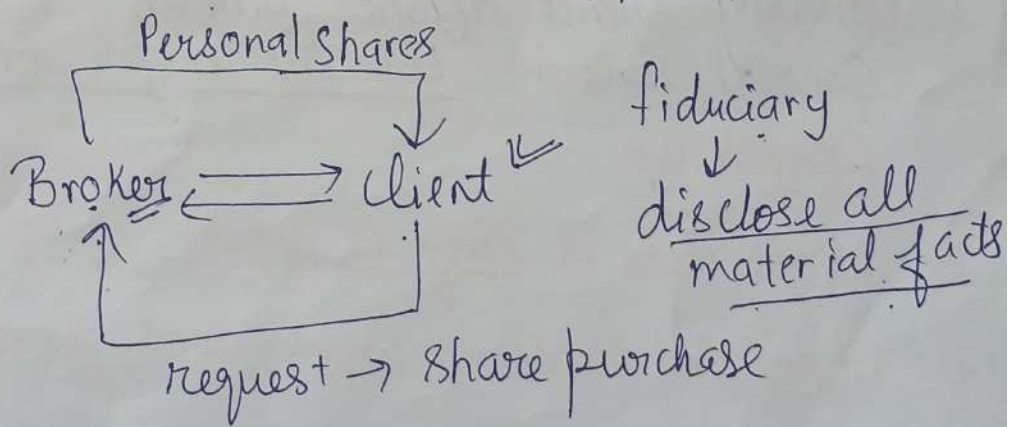 Personal Shares
Broker ⇌ Client
fiduciary
↓
disclose all
material facts
request → Share purchase